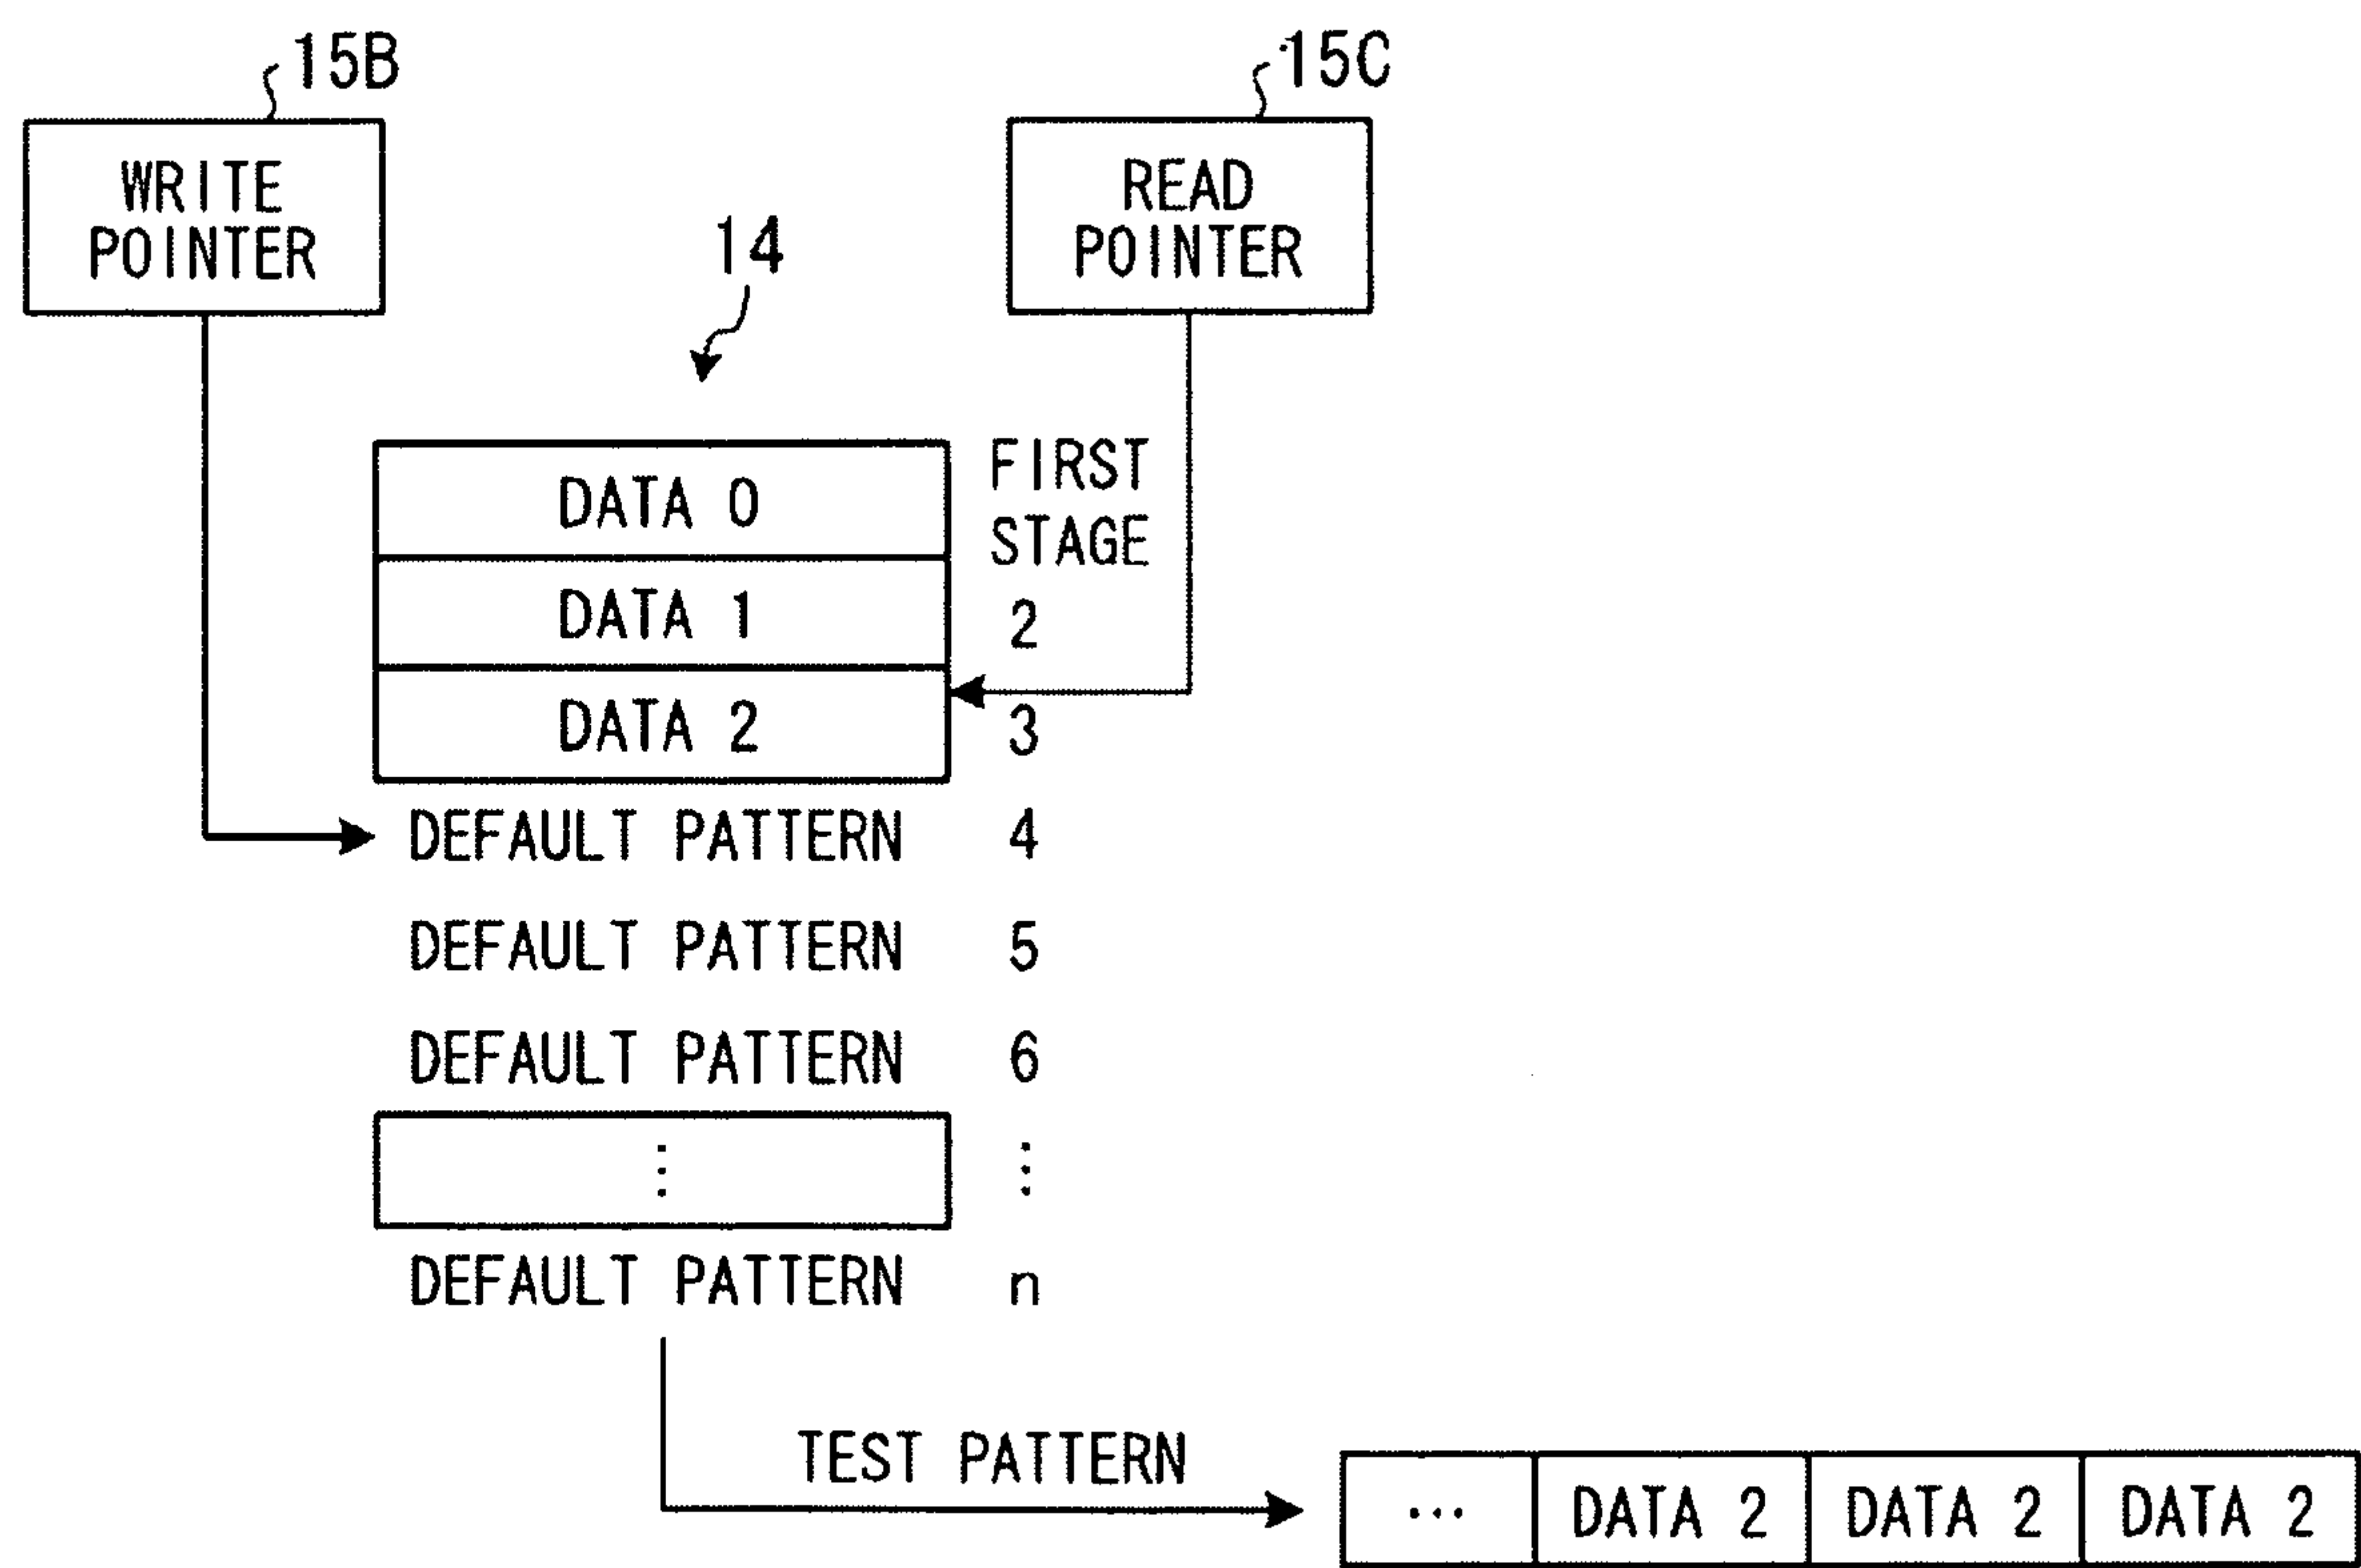 15B
15C
WRITE
POINTER
READ
POINTER
14
FIRST
STAGE
DATA 0
DATA 1
2
DATA 2
3
DEFAULT PATTERN 4
DEFAULT PATTERN 5
DEFAULT PATTERN 6
⋮ ⋮
DEFAULT PATTERN n
TEST PATTERN
... DATA 2 DATA 2 DATA 2